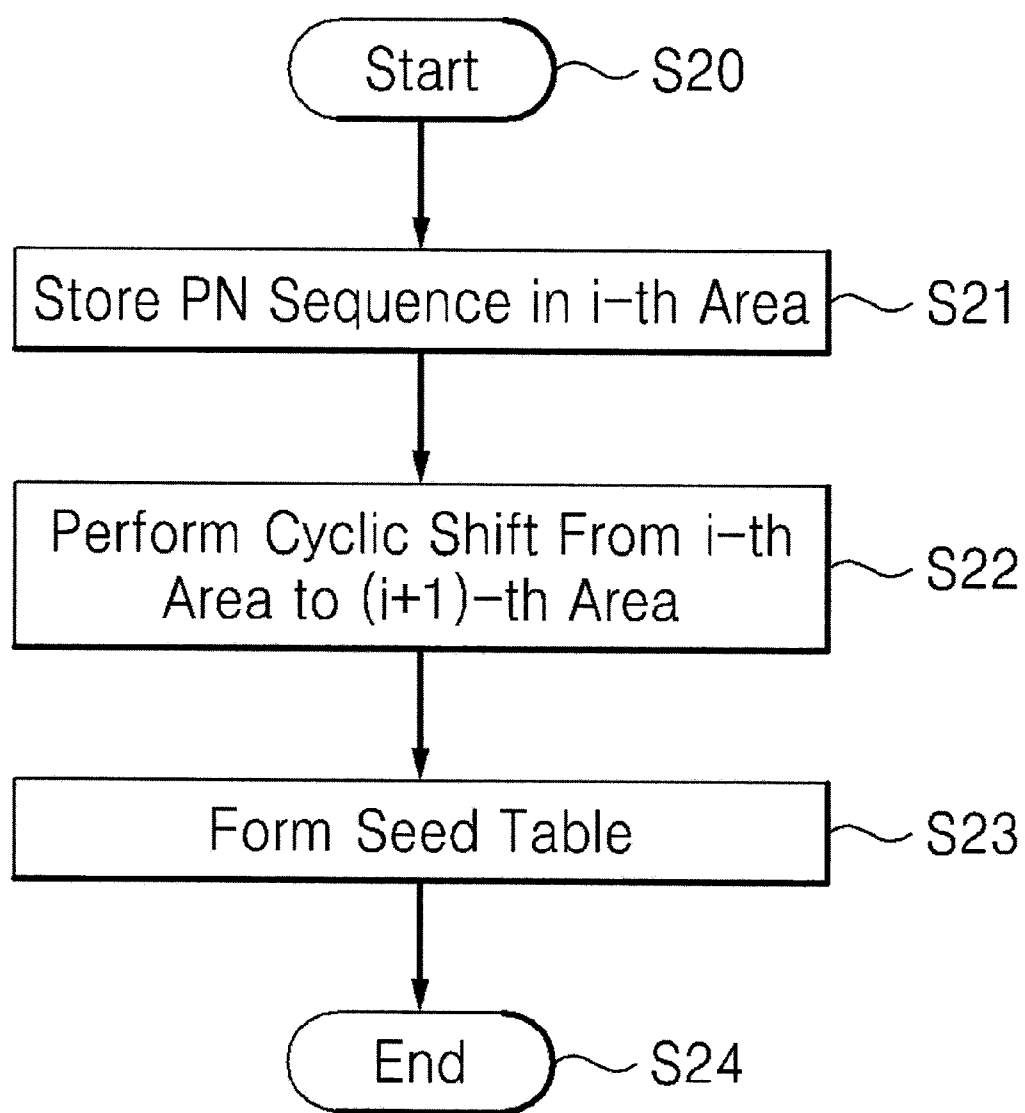 Start
S20
Store PN Sequence in i-th Area
S21
Perform Cyclic Shift From i-th
Area to (i+1)-th Area
S22
Form Seed Table
S23
End
S24